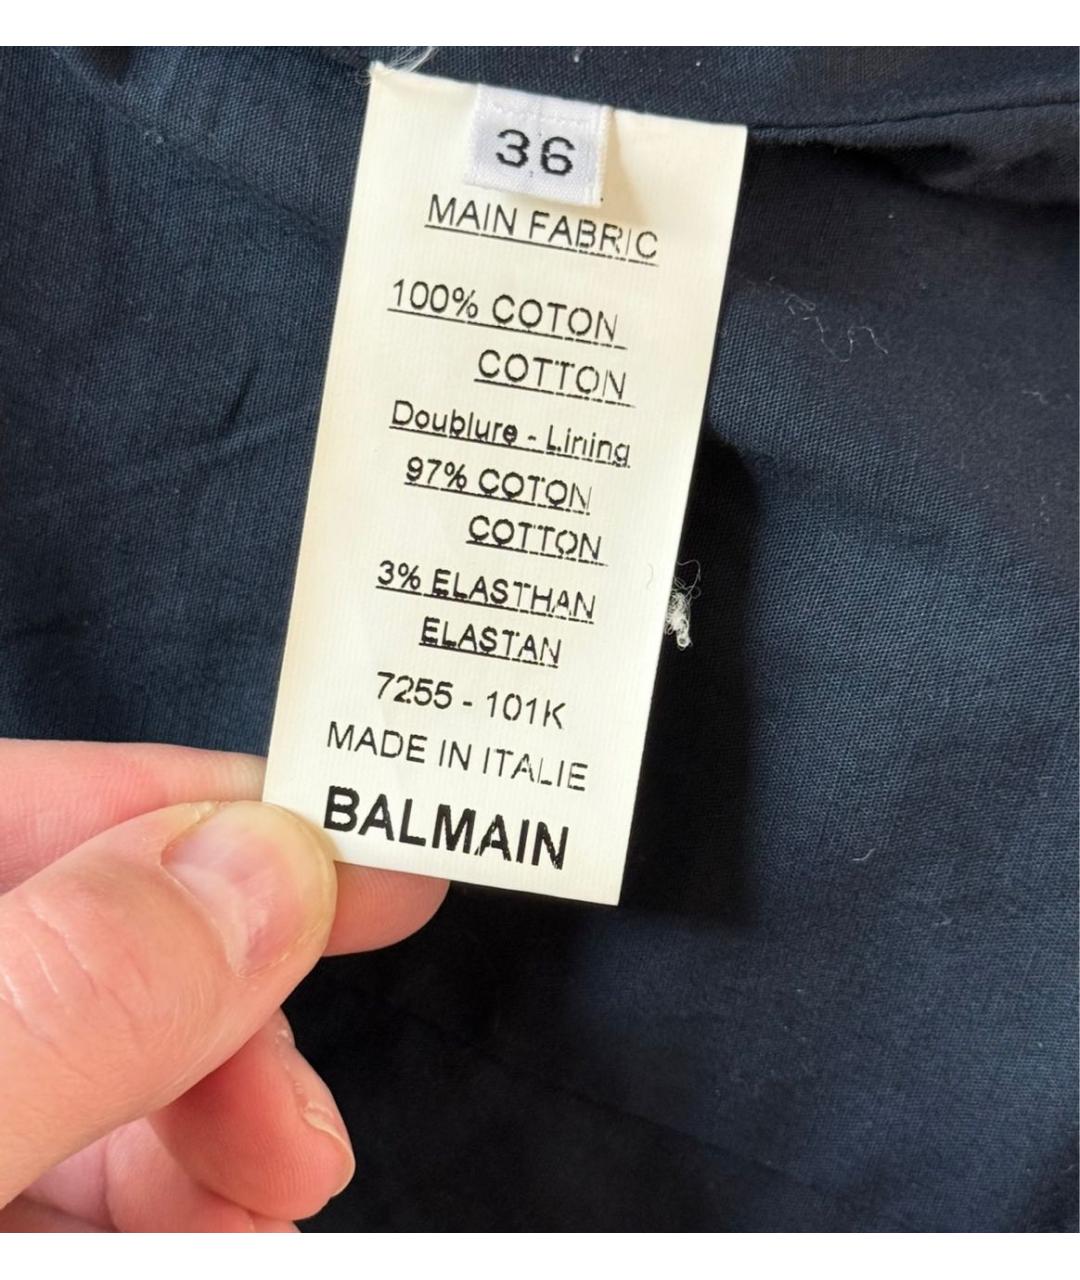 36
MAIN FABRIC
100% COTON
COTTON
Doublure - Lining
97% COTON
COTTON
3% ELASTHAN
ELASTAN
7255 - 101K
MADE IN ITALIE
BALMAIN